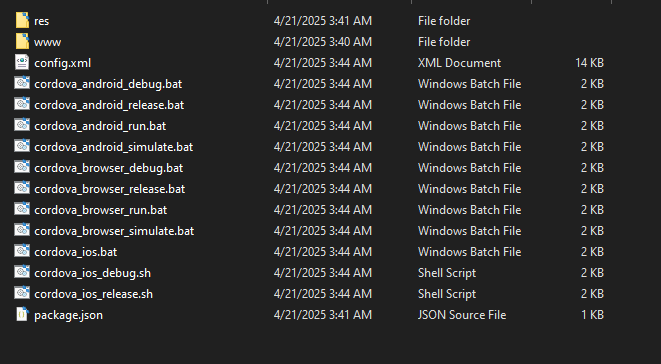 res 4/21/2025 3:41 AM File folder
www 4/21/2025 3:40 AM File folder
config.xml 4/21/2025 3:44 AM XML Document 14 KB
cordova_android_debug.bat 4/21/2025 3:44 AM Windows Batch File 2 KB
cordova_android_release.bat 4/21/2025 3:44 AM Windows Batch File 2 KB
cordova_android_run.bat 4/21/2025 3:44 AM Windows Batch File 2 KB
cordova_android_simulate.bat 4/21/2025 3:44 AM Windows Batch File 2 KB
cordova_browser_debug.bat 4/21/2025 3:44 AM Windows Batch File 2 KB
cordova_browser_release.bat 4/21/2025 3:44 AM Windows Batch File 2 KB
cordova_browser_run.bat 4/21/2025 3:44 AM Windows Batch File 2 KB
cordova_browser_simulate.bat 4/21/2025 3:44 AM Windows Batch File 2 KB
cordova_ios.bat 4/21/2025 3:44 AM Windows Batch File 2 KB
cordova_ios_debug.sh 4/21/2025 3:44 AM Shell Script 2 KB
cordova_ios_release.sh 4/21/2025 3:44 AM Shell Script 2 KB
package.json 4/21/2025 3:41 AM JSON Source File 1 KB